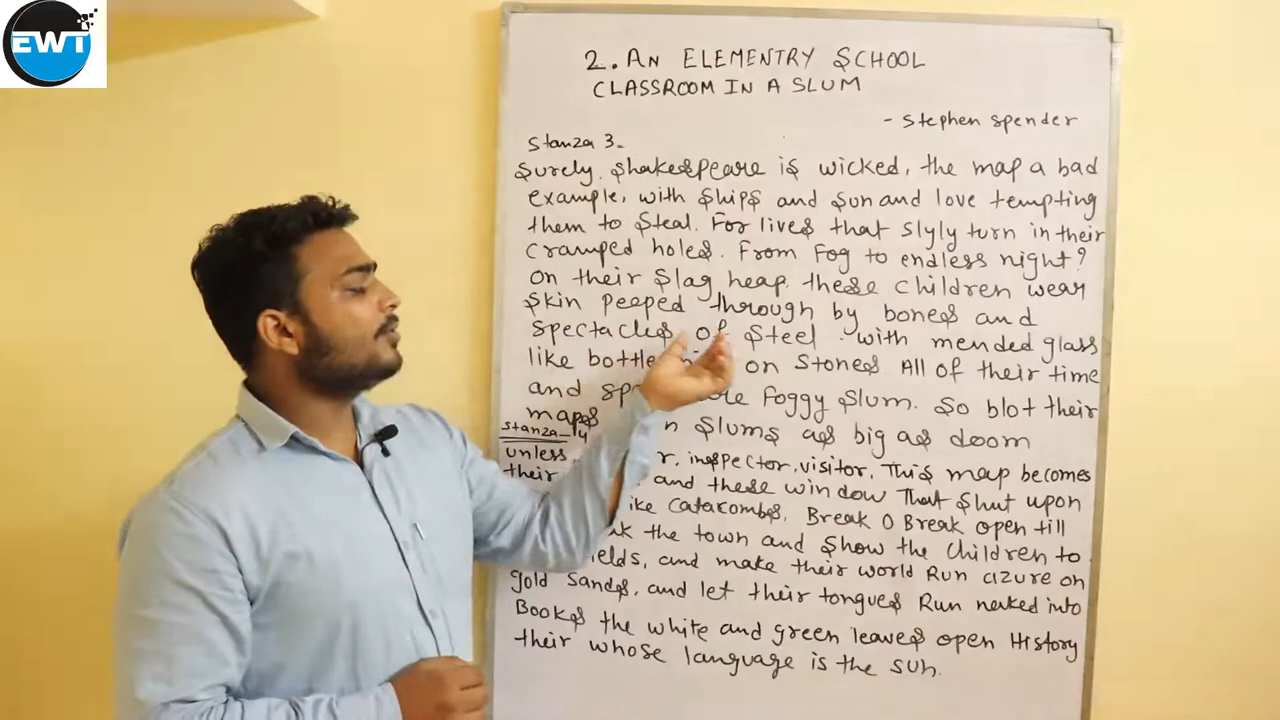 EWT
2. AN ELEMENTRY SCHOOL
CLASSROOM IN A SLUM
- Stephen Spender
Stanza 3-
Surely Shakespeare is wicked, the map a bad
example, with Ships and Sun and love tempting
them to Steal. For lives that slyly turn in their
Cramped holes. From Fog to endless night?
on their Slag heap. these Children wear
Skin peeped through by bones and
Spectacles of Steel. with mended glass
like bottle on Stones. All of their time
and Foggy Slum. So blot their
maps Slums as big as doom
Stanza-4
unless inspector, visitor, This map becomes
their and these window That Shut upon
Catacombs, Break O Break open till
the town and Show the Children to
and make their world Run azure on
gold Sands, and let their tongues Run naked into
Books the white and green leaves open History
their whose language is the sun.